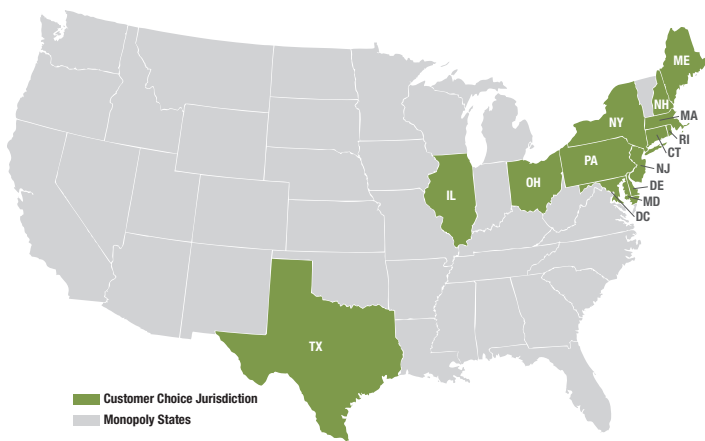 ME
NH
NY
MA
RI
CT
PA
NJ
IL
OH
DE
MD
DC
TX
Customer Choice Jurisdiction
Monopoly States